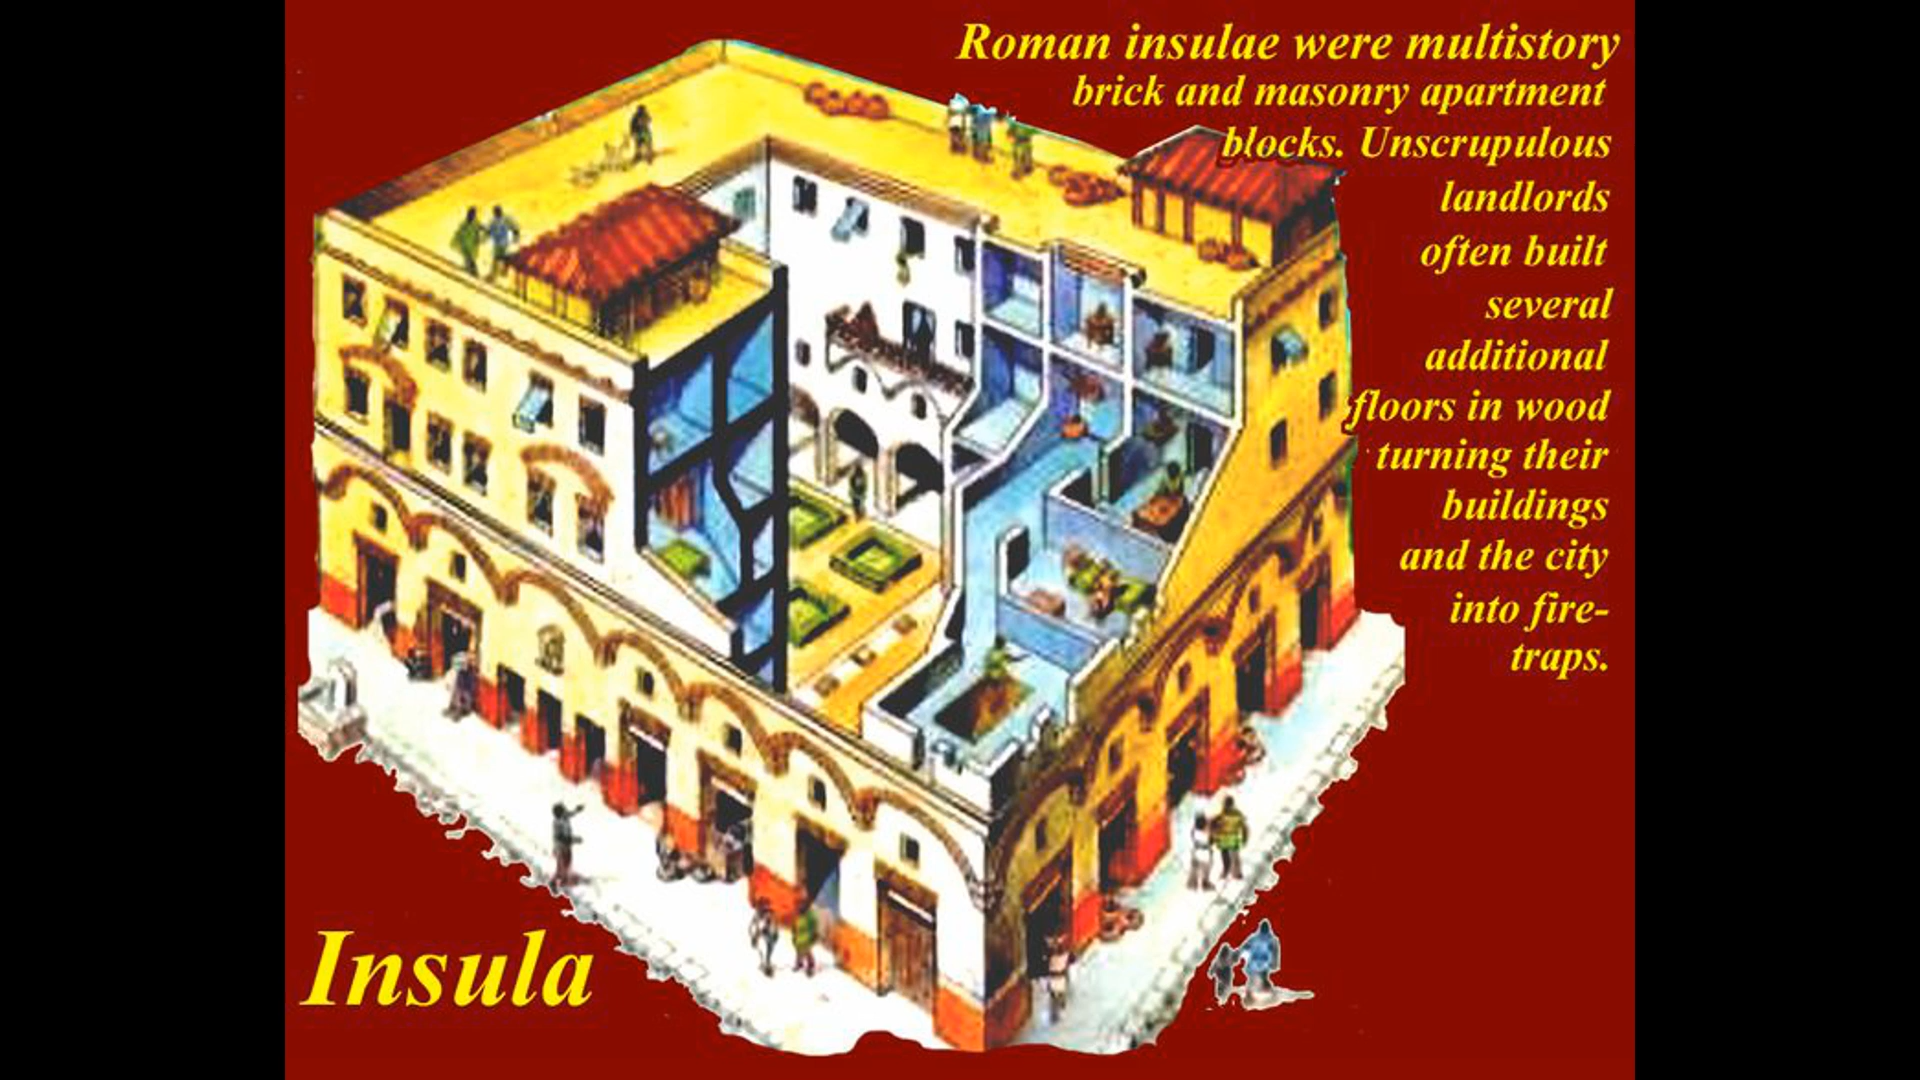 Roman insulae were multistory
brick and masonry apartment
blocks. Unscrupulous
landlords
often built
several
additional
floors in wood
turning their
buildings
and the city
into fire-
traps.
Insula